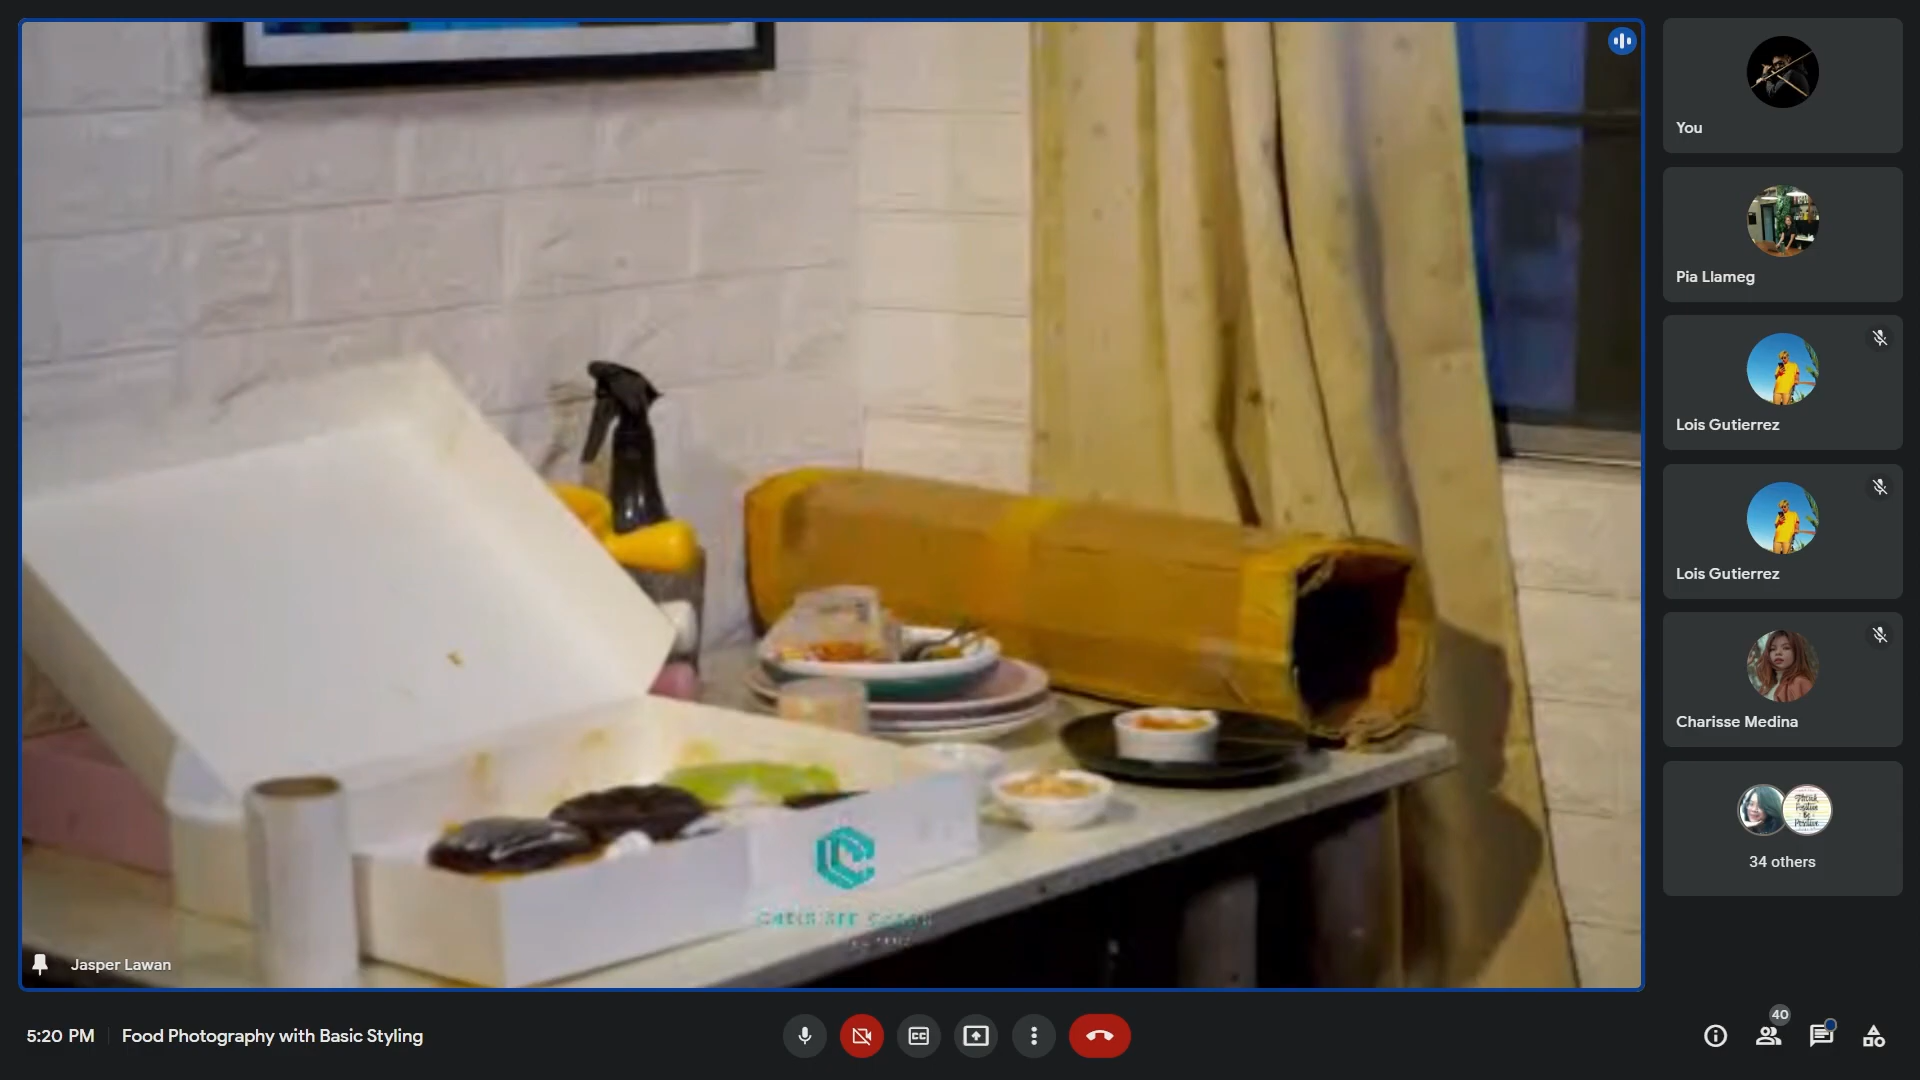 You
Pia Llameg
Lois Gutierrez
Lois Gutierrez
Charisse Medina
34 others
Jasper Lawan
5:20 PM
Food Photography with Basic Styling
40